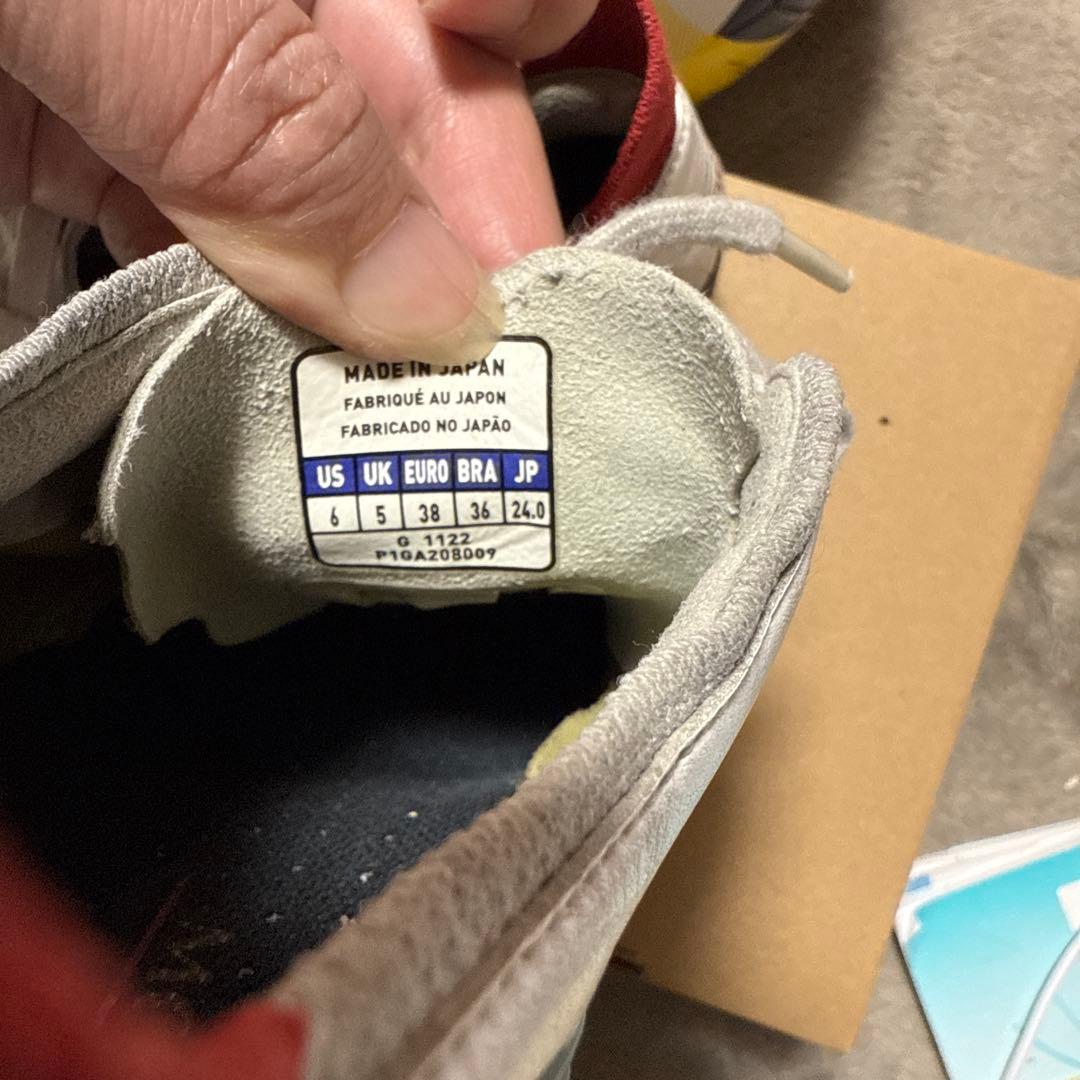 MADE IN JAPAN
FABRIQUÉ AU JAPON
FABRICADO NO JAPÃO
US UK EURO BRA JP
6 5 38 36 24.0
G 1122
P1GA208009